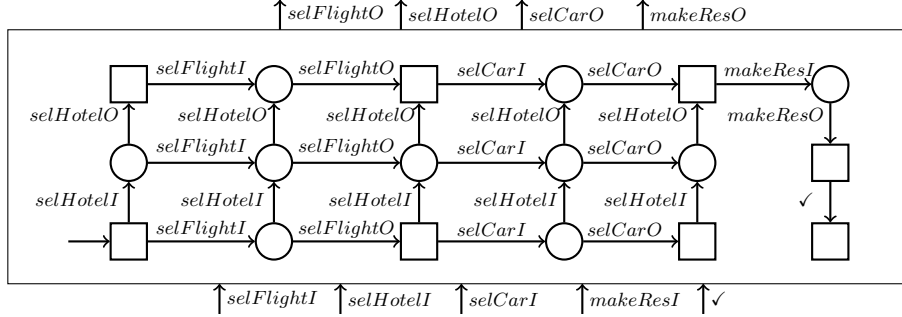 selFlightO selHotelO selCarO makeResO
selFlightI selFlightO selCarI selCarO makeResI
selHotelO selHotelO selHotelO selHotelO selHotelO makeResO
selFlightI selFlightO selCarI selCarO
selHotelI selHotelI selHotelI selHotelI selHotelI ✓
selFlightI selFlightO selCarI selCarO
selFlightI selHotelI selCarI makeResI ✓